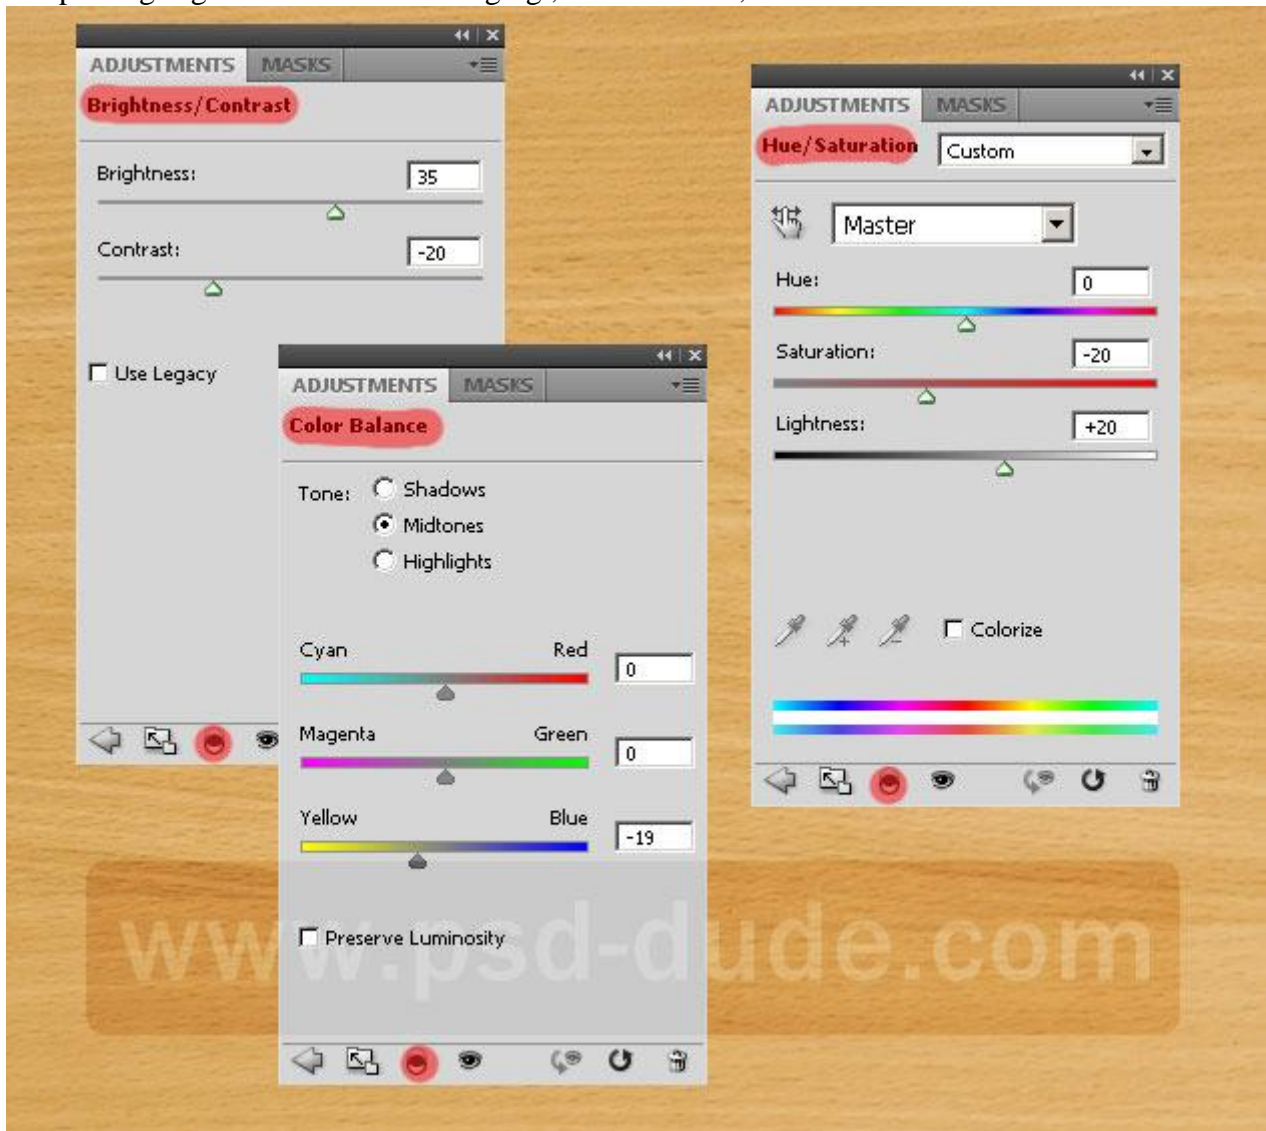 ADJUSTMENTS MASKS
Brightness/Contrast
Brightness: 35
Contrast: -20
Use Legacy
ADJUSTMENTS MASKS
Hue/Saturation Custom
Master
Hue: 0
Saturation: -20
Lightness: +20
Colorize
ADJUSTMENTS MASKS
Color Balance
Tone: Shadows
Midtones
Highlights
Cyan Red 0
Magenta Green 0
Yellow Blue -19
Preserve Luminosity
www.psd-dude.com